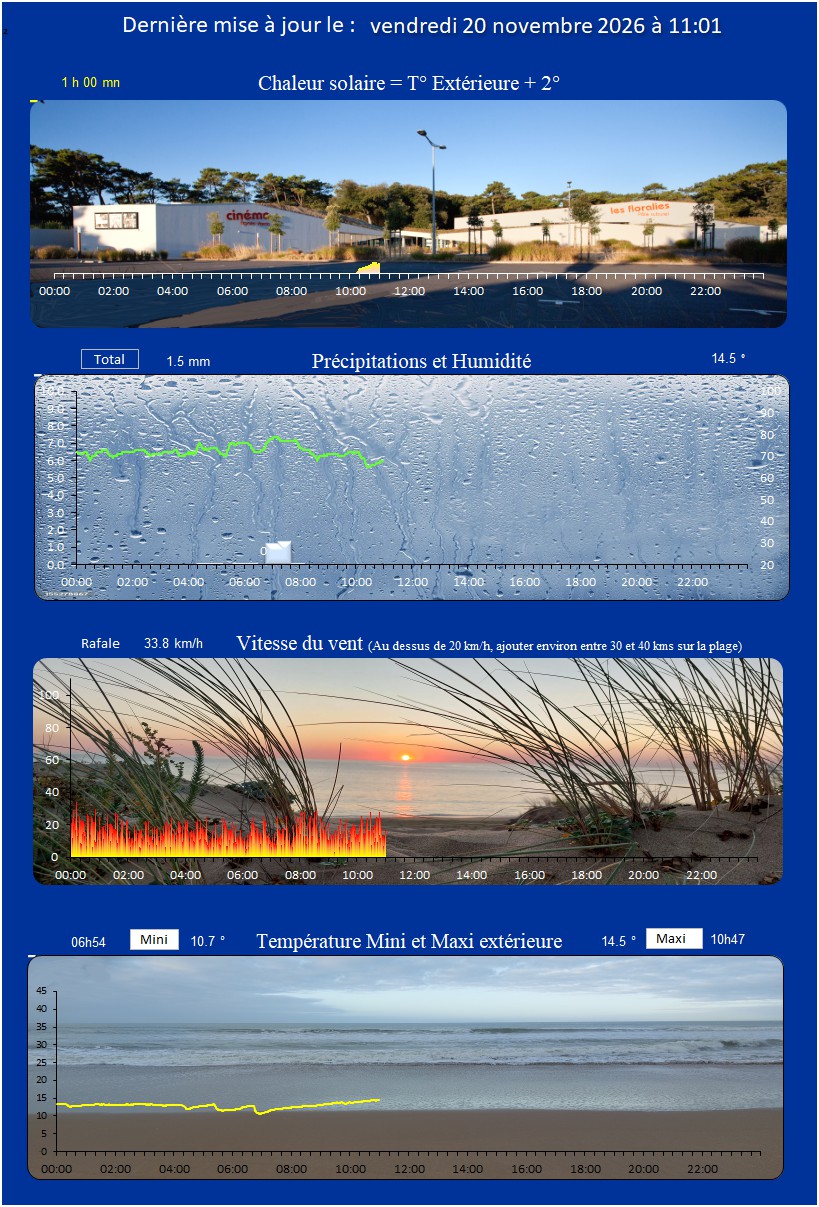 Dernière mise à jour le : vendredi 20 novembre 2026 à 11:01
1 h 00 mn Chaleur solaire = T° Extérieure + 2°
cinémc
les floralies
00:00 02:00 04:00 06:00 08:00 10:00 12:00 14:00 16:00 18:00 20:00 22:00
Total 1.5 mm Précipitations et Humidité 14.5 °
10.0 100
9.0 90
8.0 80
7.0
6.0 70
5.0 60
4.0 50
3.0 40
2.0
1.0 0 30
0.0 20
00:00 02:00 04:00 06:00 08:00 10:00 12:00 14:00 16:00 18:00 20:00 22:00
Rafale 33.8 km/h Vitesse du vent (Au dessus de 20 km/h, ajouter environ entre 30 et 40 kms sur la plage)
100
80
60
40
20
0
00:00 02:00 04:00 06:00 08:00 10:00 12:00 14:00 16:00 18:00 20:00 22:00
06h54 Mini 10.7 ° Température Mini et Maxi extérieure 14.5 ° Maxi 10h47
45
40
35
30
25
20
15
10
5
0
00:00 02:00 04:00 06:00 08:00 10:00 12:00 14:00 16:00 18:00 20:00 22:00